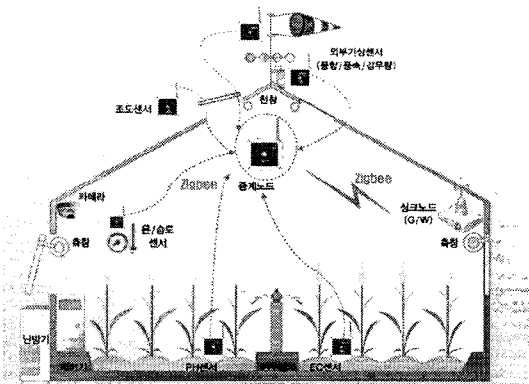 외부기상센서
(풍향/풍속/강우량)
조도센서
천창
중계노드
Zigbee
Zigbee
카메라
싱크노드
(G/W)
측창
온/습도
센서
측창
난방기
PH센서
EC센서